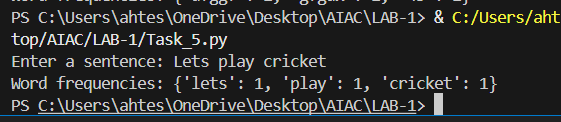 PS C:\Users\ahtes\OneDrive\Desktop\AIAC\LAB-1> & C:/Users/aht
top/AIAC/LAB-1/Task_5.py
Enter a sentence: Lets play cricket
Word frequencies: {'lets': 1, 'play': 1, 'cricket': 1}
PS C:\Users\ahtes\OneDrive\Desktop\AIAC\LAB-1>